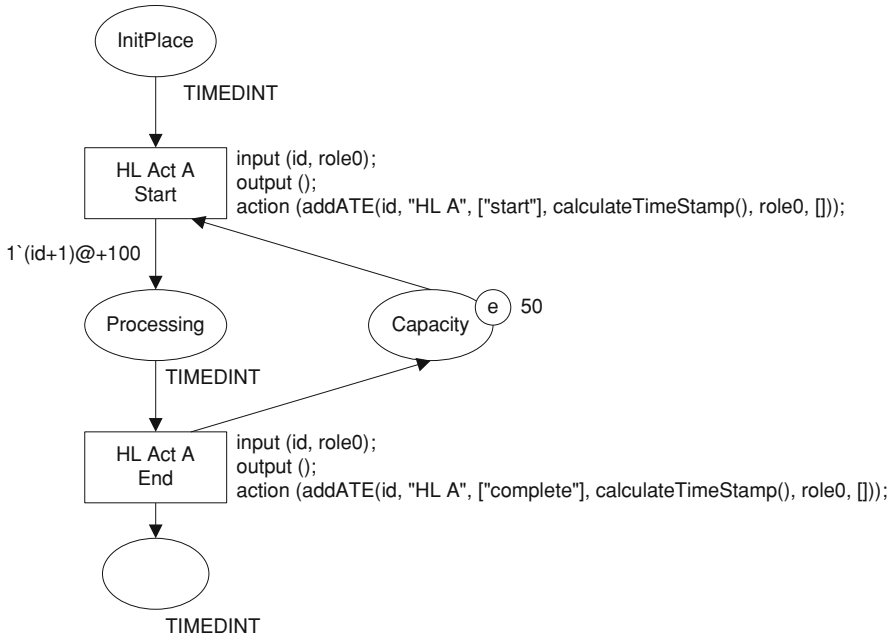 InitPlace
TIMEDINT
HL Act A
Start
input (id, role0);
output ();
action (addATE(id, "HL A", ["start"], calculateTimeStamp(), role0, []));
1`(id+1)@+100
Processing
Capacity
e
50
TIMEDINT
HL Act A
End
input (id, role0);
output ();
action (addATE(id, "HL A", ["complete"], calculateTimeStamp(), role0, []));
TIMEDINT